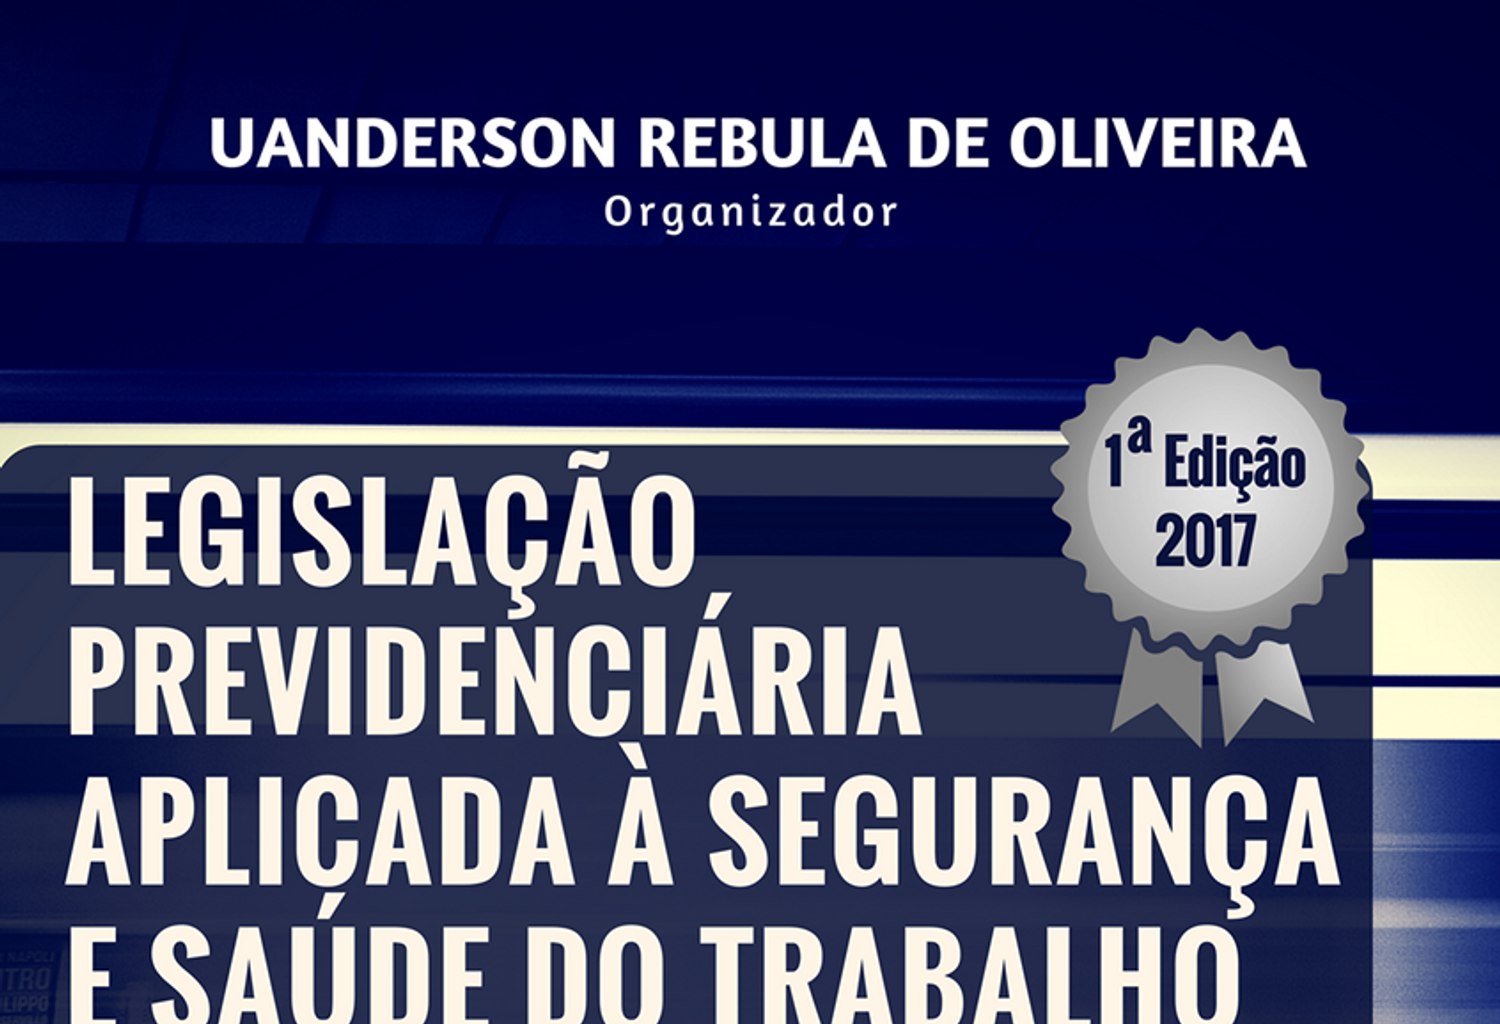 UANDERSON REBULA DE OLIVEIRA
Organizador
1ª Edição
2017
LEGISLAÇÃO
PREVIDENCIÁRIA
APLICADA À SEGURANÇA
E SAÚDE DO TRABALHO